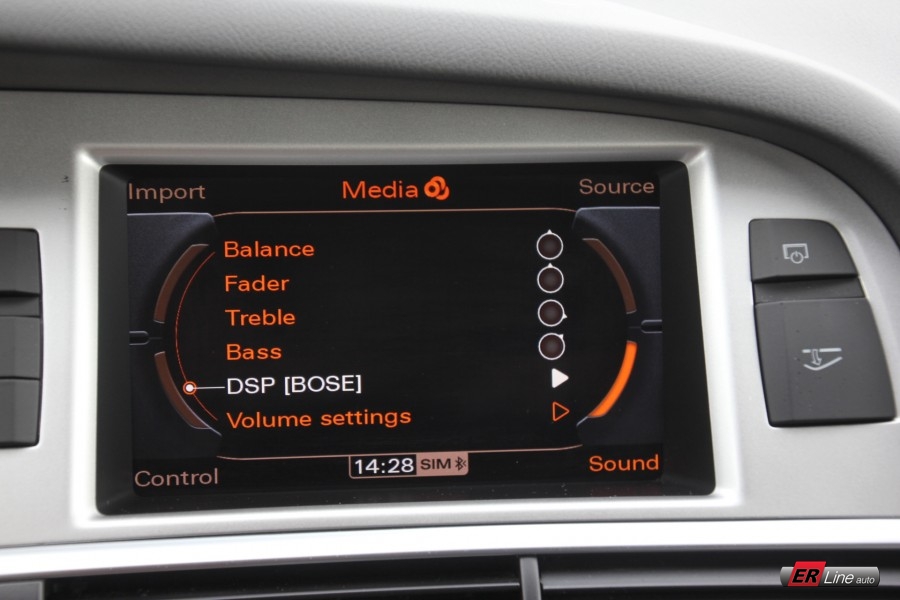 Import Media Source
Balance
Fader
Treble
Bass
DSP [BOSE]
Volume settings
Control 14:28 SIM Sound
ER Line auto